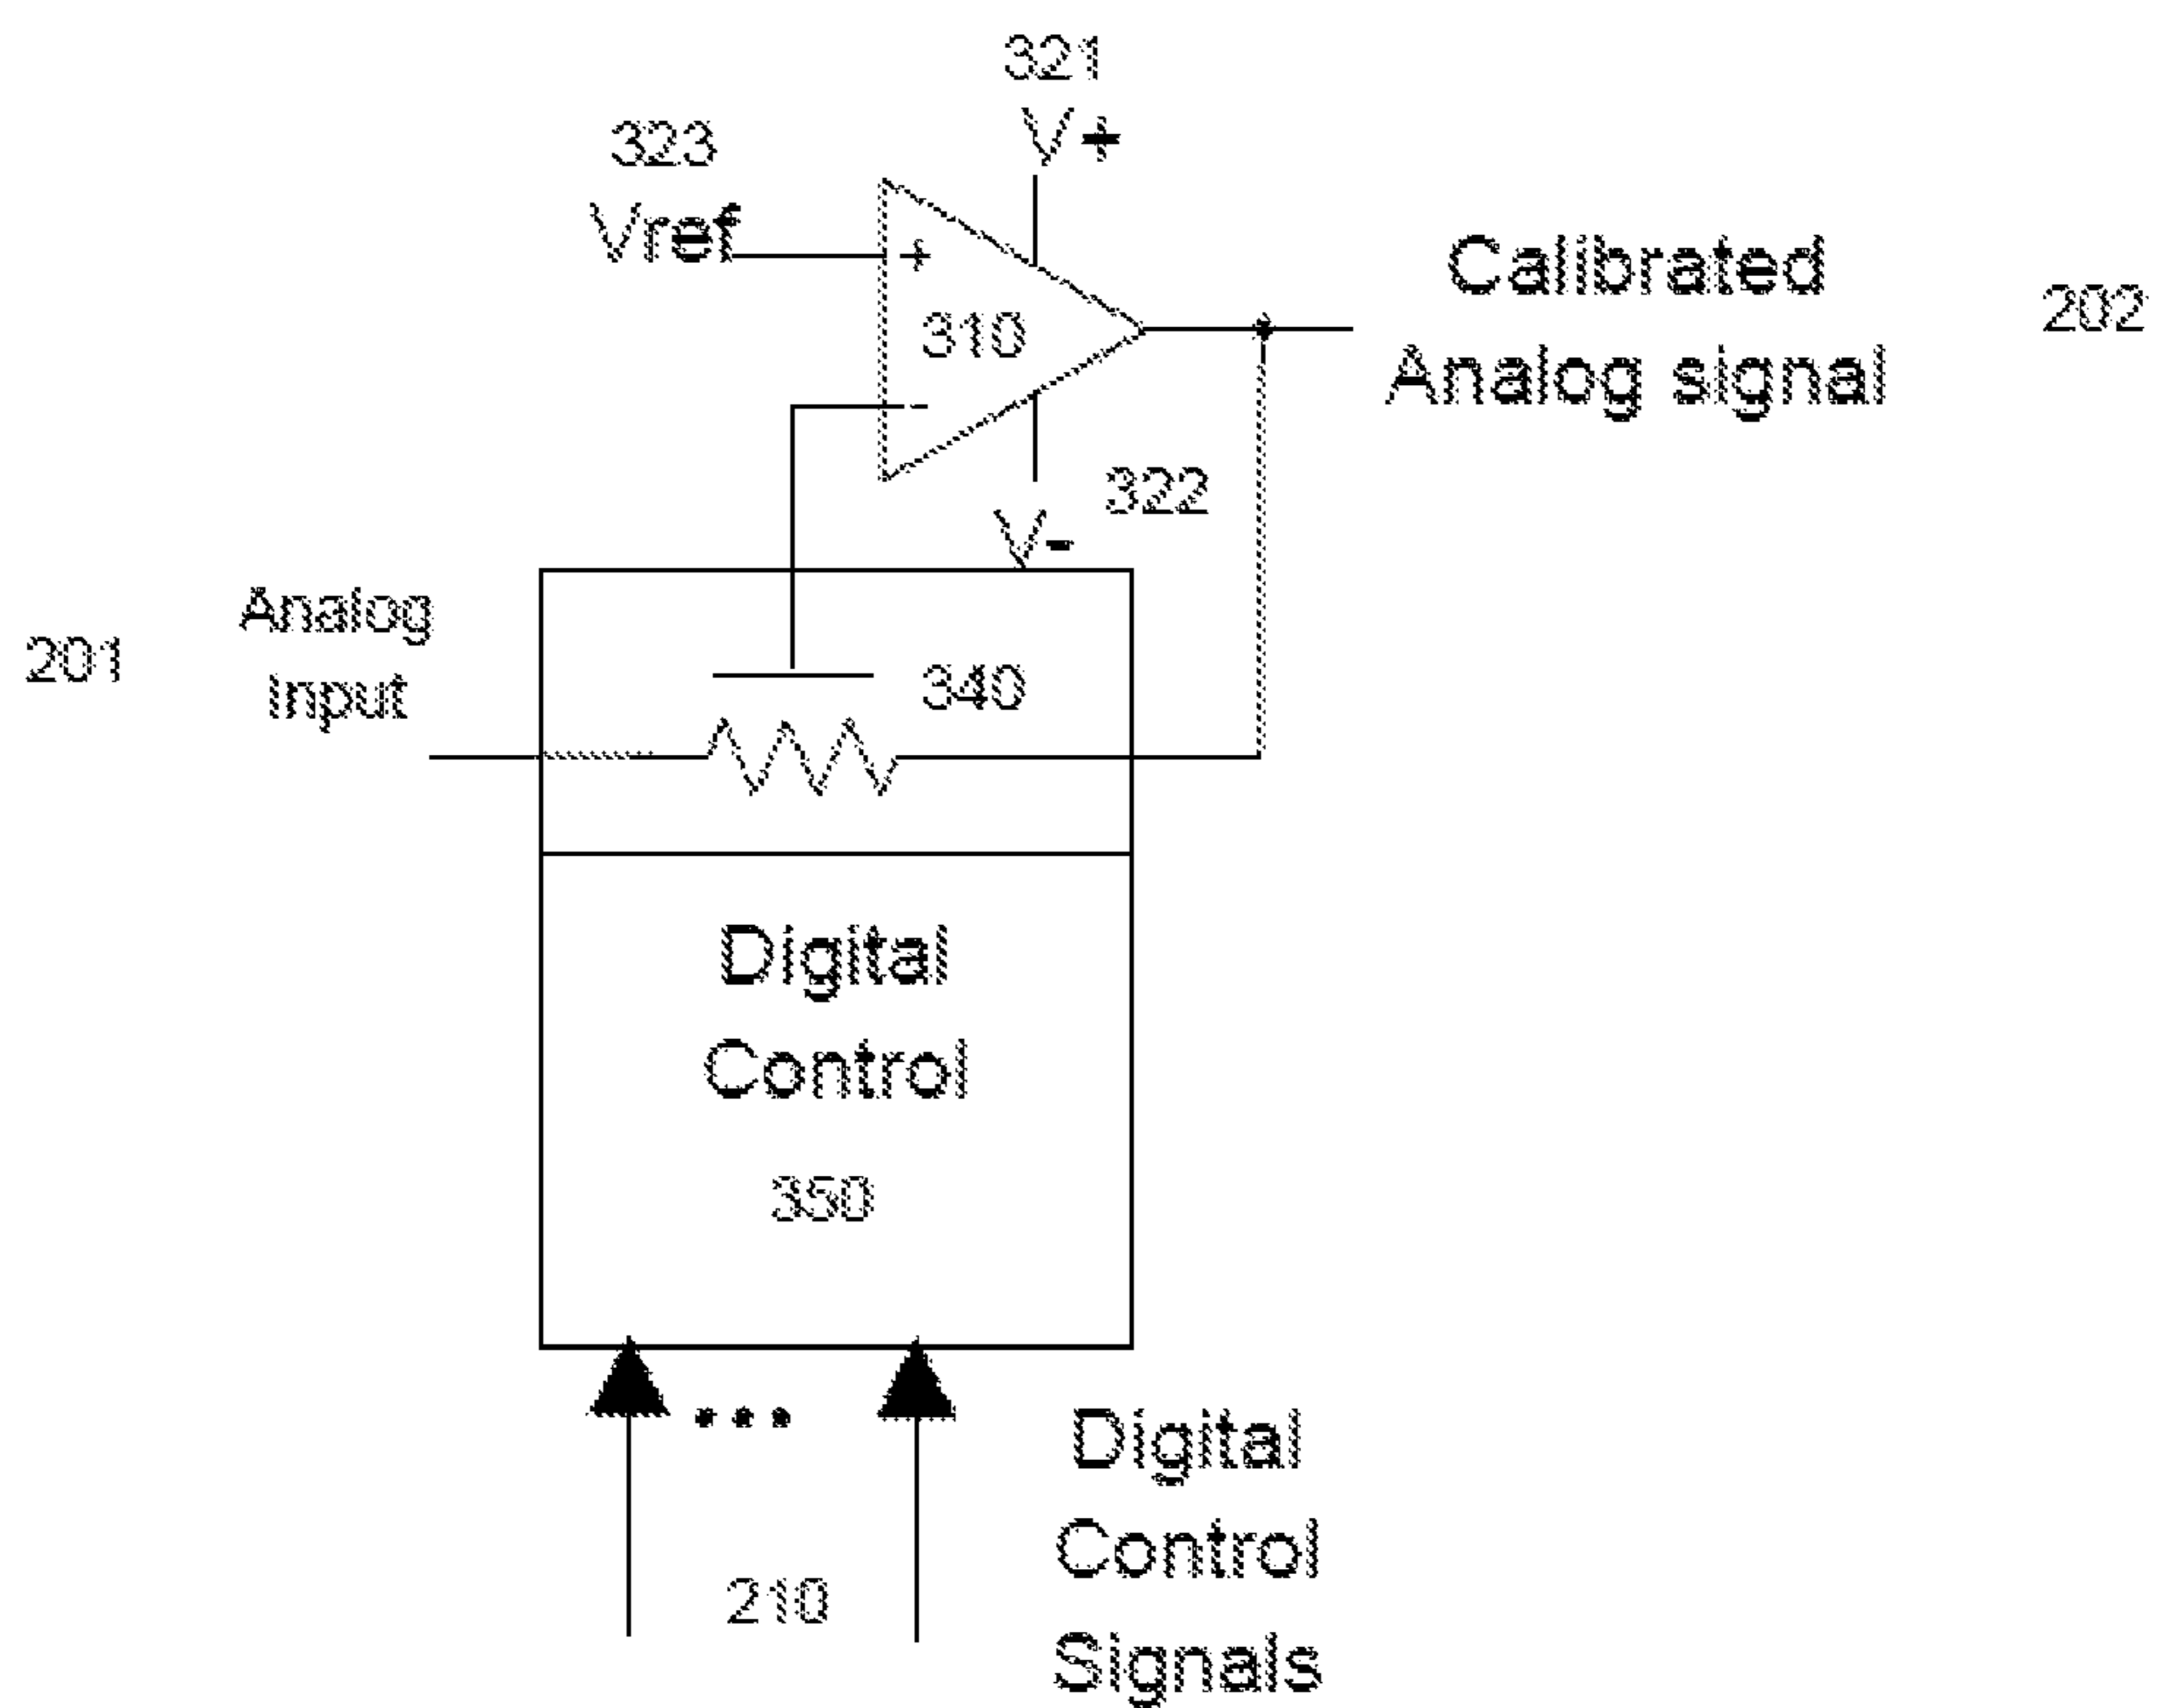 321
V+
323
Vref
+
310
-
Calibrated
Analog signal
202
322
V-
Analog
Input
201
340
Digital
Control
350
...
Digital
Control
Signals
210